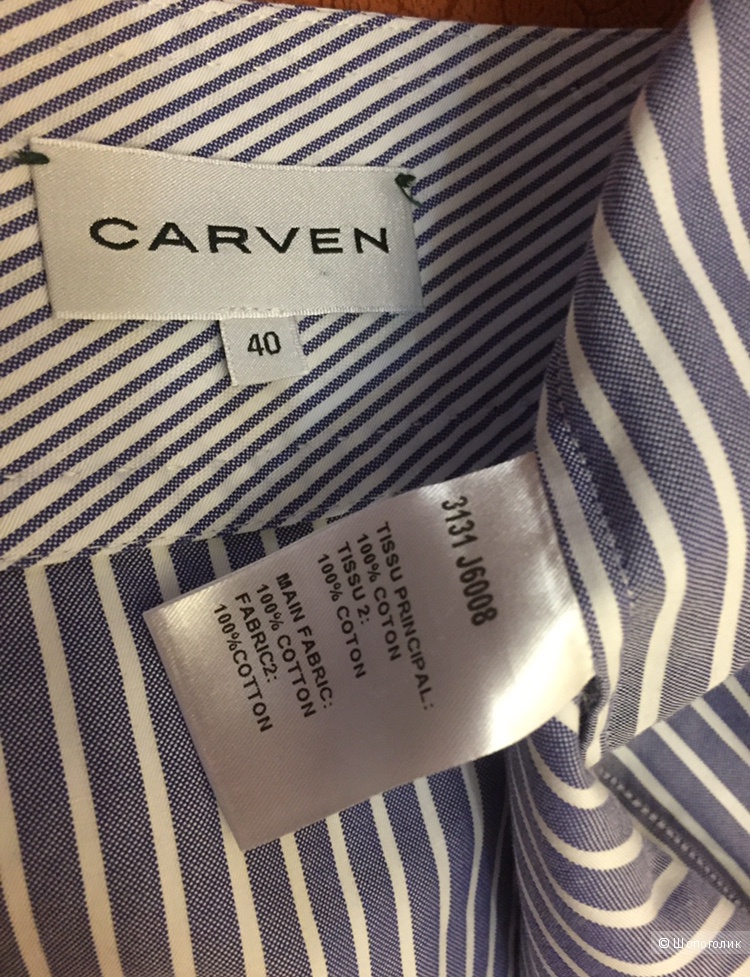 CARVEN
40
3131 J6008
TISSU PRINCIPAL:
100% COTON
TISSU 2:
100% COTON
MAIN FABRIC:
100% COTTON
FABRIC2:
100%COTTON
© Шопоголик